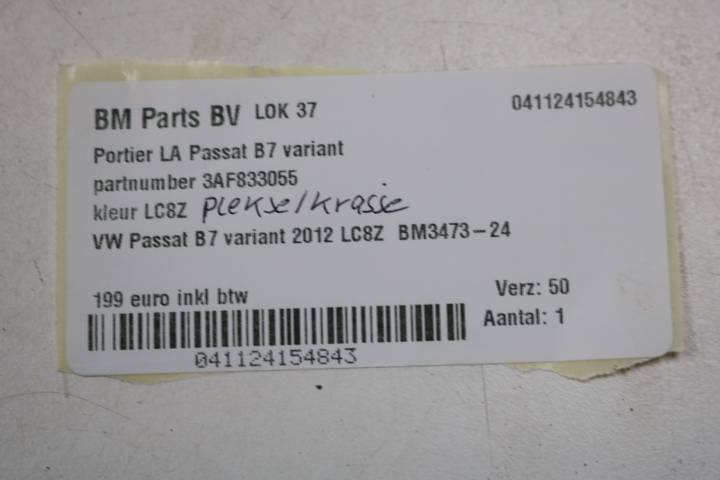 BM Parts BV LOK 37 041124154843
Portier LA Passat B7 variant
partnumber 3AF833055
kleur LC8Z plekse/krasse
VW Passat B7 variant 2012 LC8Z BM3473-24
199 euro inkl btw Verz: 50
Aantal: 1
041124154843